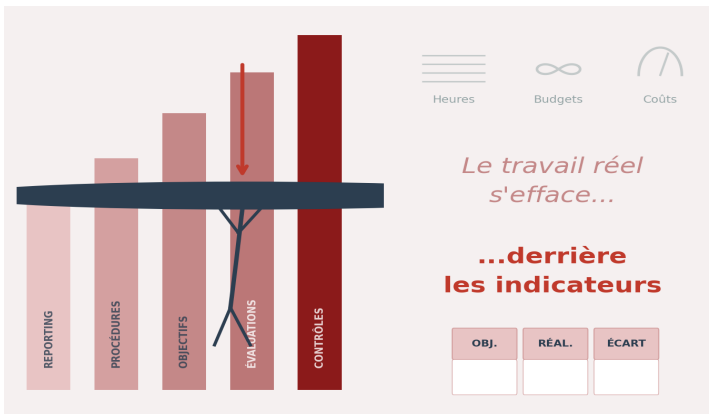 REPORTING
PROCÉDURES
OBJECTIFS
ÉVALUATIONS
CONTRÔLES
Heures Budgets Coûts
Le travail réel
s'efface...
...derrière
les indicateurs
OBJ. RÉAL. ÉCART